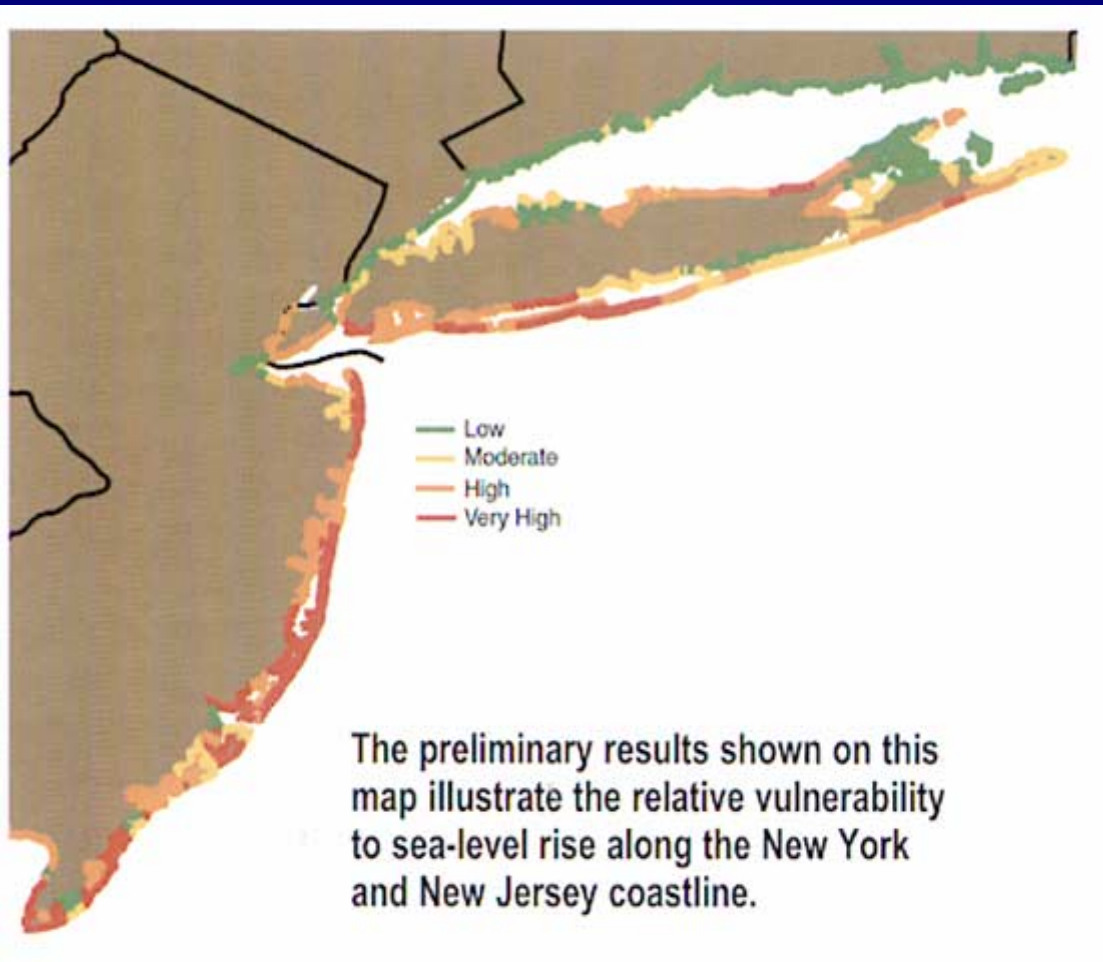 Low
Moderate
High
Very High
The preliminary results shown on this
map illustrate the relative vulnerability
to sea-level rise along the New York
and New Jersey coastline.